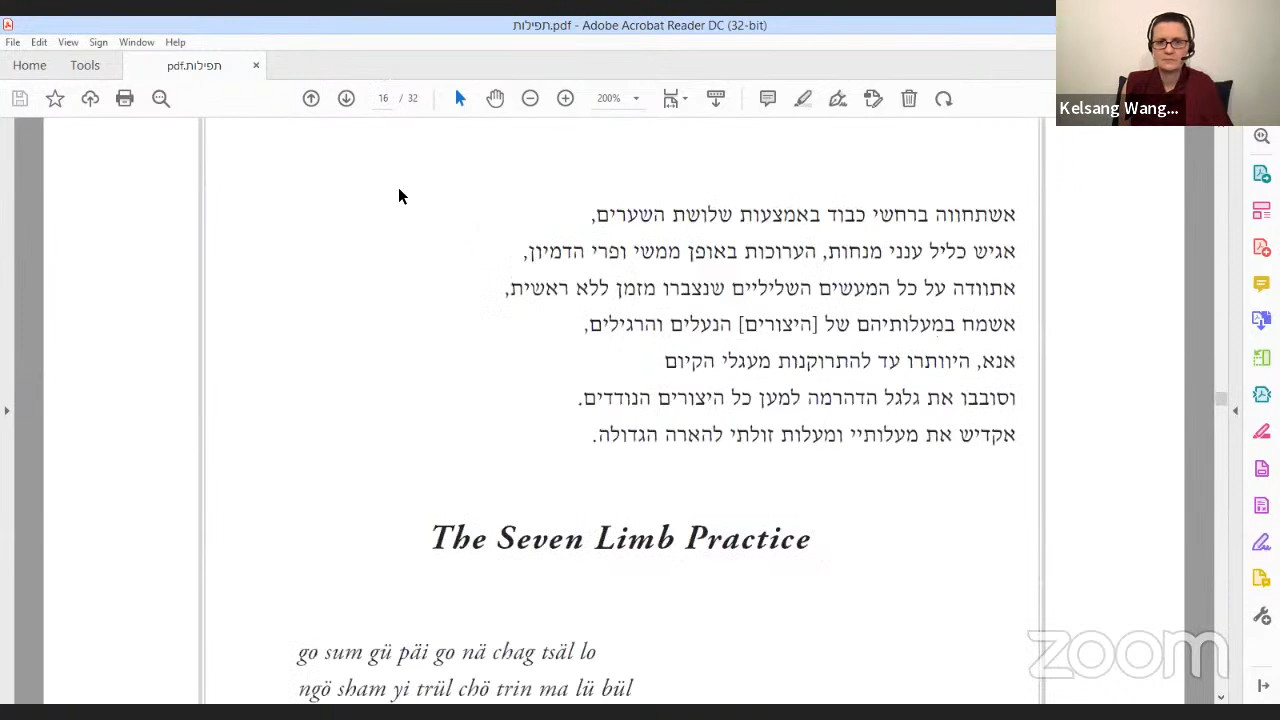 תפילות.pdf - Adobe Acrobat Reader DC (32-bit)
File Edit View Sign Window Help
Home Tools תפילות.pdf ×
16 / 32 200%
Kelsang Wang...
אשתחווה ברחשי כבוד באמצעות שלושת השערים,
אגיש כליל ענני מנחות, הערוכות באופן ממשי ופרי הדמיון,
אתוודה על כל המעשים השליליים שנצברו מזמן ללא ראשית,
אשמח במעלותיהם של [היצורים] הנעלים והרגילים,
אנא, היוותרו עד להתרוקנות מעגלי הקיום
וסובבו את גלגל הדהרמה למען כל היצורים הנודדים.
אקדיש את מעלותיי ומעלות זולתי להארה הגדולה.
The Seven Limb Practice
go sum gü päi go nä chag tsäl lo
ngö sham yi trül chö trin ma lü bül
zoom